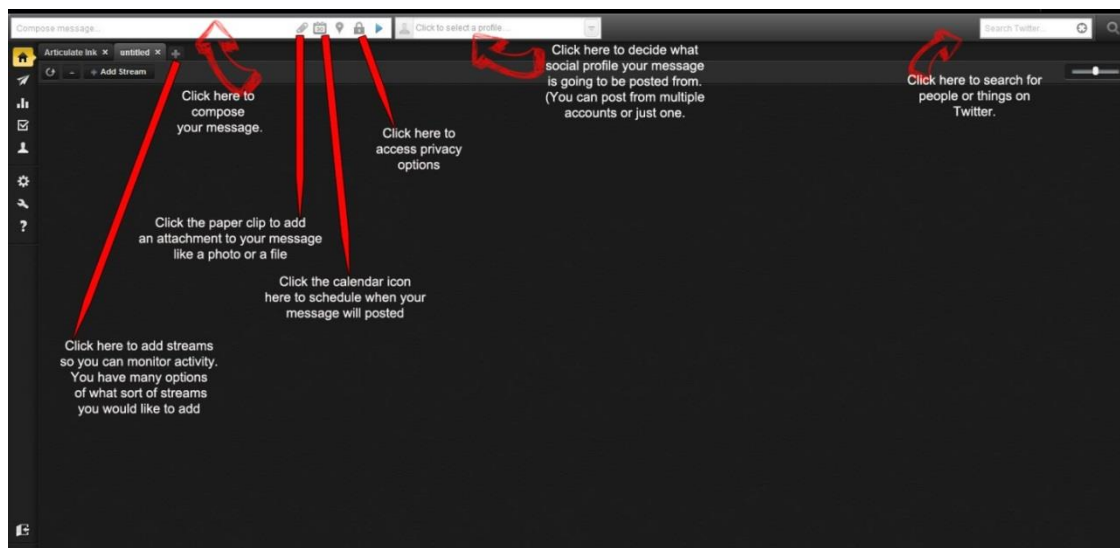 Compose message...
Click to select a profile...
Search Twitter...
Articulate Ink x untitled x +
+ Add Stream
Click here to
compose
your message.
Click here to decide what
social profile your message
is going to be posted from.
(You can post from multiple
accounts or just one.
Click here to search for
people or things on
Twitter.
Click here to
access privacy
options
Click the paper clip to add
an attachment to your message
like a photo or a file
Click the calendar icon
here to schedule when your
message will posted
Click here to add streams
so you can monitor activity.
You have many options
of what sort of streams
you would like to add
?